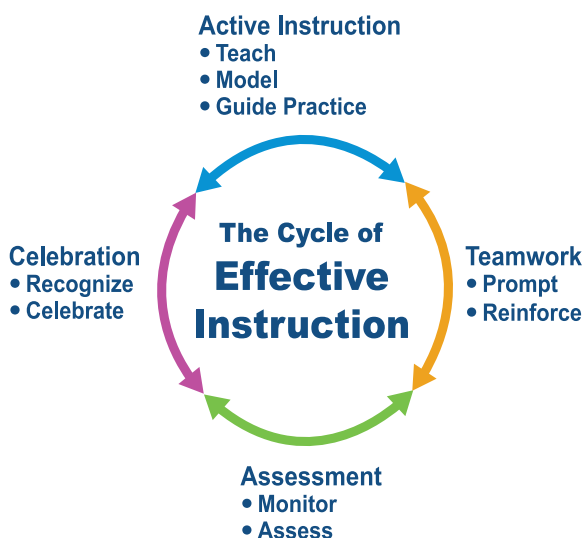 Active Instruction
• Teach
• Model
• Guide Practice
The Cycle of
Effective
Instruction
Celebration
• Recognize
• Celebrate
Teamwork
• Prompt
• Reinforce
Assessment
• Monitor
• Assess